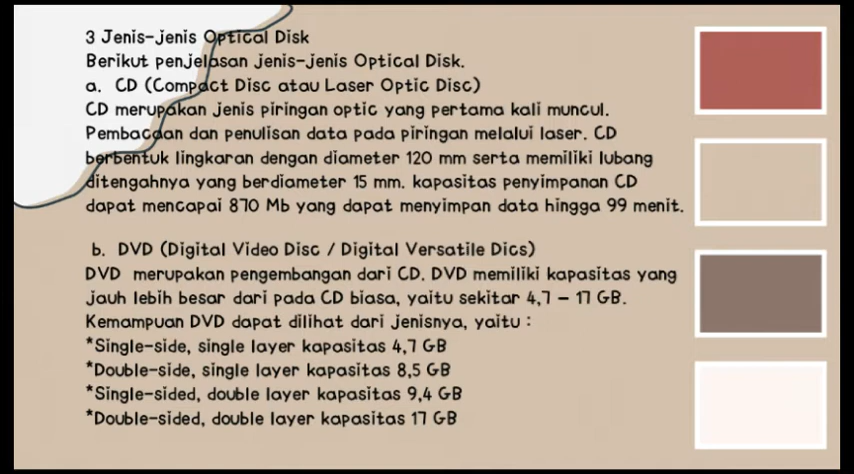 3 Jenis-jenis Optical Disk
Berikut penjelasan jenis-jenis Optical Disk.
a. CD (Compact Disc atau Laser Optic Disc)
CD merupakan jenis piringan optic yang pertama kali muncul.
Pembacaan dan penulisan data pada piringan melalui laser. CD
berbentuk lingkaran dengan diameter 120 mm serta memiliki lubang
ditengahnya yang berdiameter 15 mm. kapasitas penyimpanan CD
dapat mencapai 870 Mb yang dapat menyimpan data hingga 99 menit.
b. DVD (Digital Video Disc / Digital Versatile Dics)
DVD merupakan pengembangan dari CD. DVD memiliki kapasitas yang
jauh lebih besar dari pada CD biasa, yaitu sekitar 4,7 – 17 GB.
Kemampuan DVD dapat dilihat dari jenisnya, yaitu :
*Single-side, single layer kapasitas 4,7 GB
*Double-side, single layer kapasitas 8,5 GB
*Single-sided, double layer kapasitas 9,4 GB
*Double-sided, double layer kapasitas 17 GB